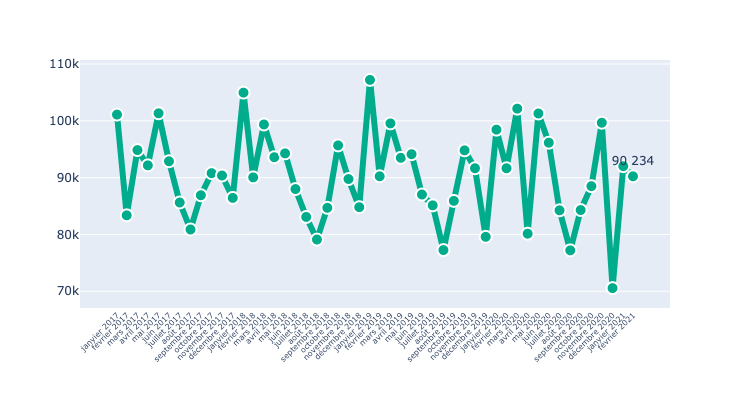 110k
100k
90k
80k
70k
90 234
janvier 2017
février 2017
mars 2017
avril 2017
mai 2017
juin 2017
juillet 2017
août 2017
septembre 2017
octobre 2017
novembre 2017
décembre 2017
janvier 2018
février 2018
mars 2018
avril 2018
mai 2018
juin 2018
juillet 2018
août 2018
septembre 2018
octobre 2018
novembre 2018
décembre 2018
janvier 2019
février 2019
mars 2019
avril 2019
mai 2019
juin 2019
juillet 2019
août 2019
septembre 2019
octobre 2019
novembre 2019
décembre 2019
janvier 2020
février 2020
mars 2020
avril 2020
mai 2020
juin 2020
juillet 2020
août 2020
septembre 2020
octobre 2020
novembre 2020
décembre 2020
janvier 2021
février 2021